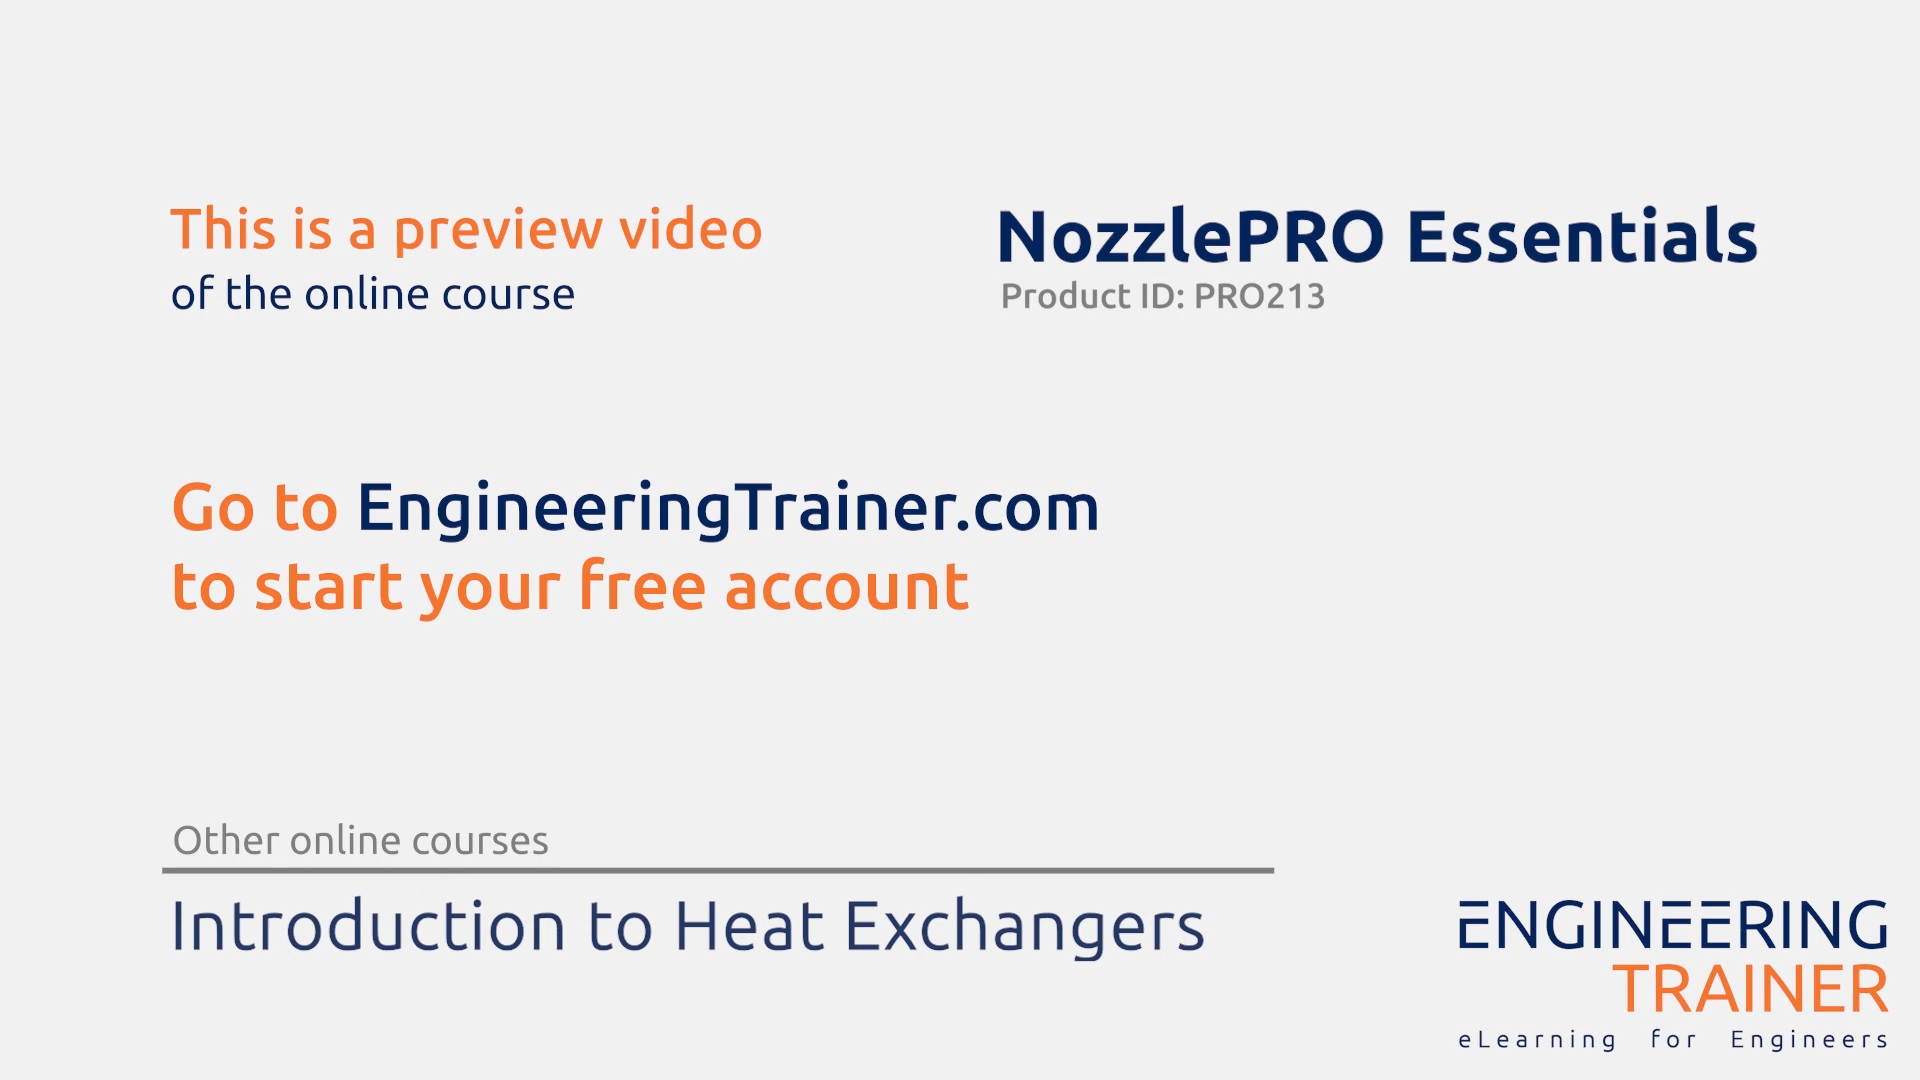 This is a preview video
of the online course
NozzlePRO Essentials
Product ID: PRO213
Go to EngineeringTrainer.com
to start your free account
Other online courses
Introduction to Heat Exchangers
ENGINEERING
TRAINER
eLearning for Engineers